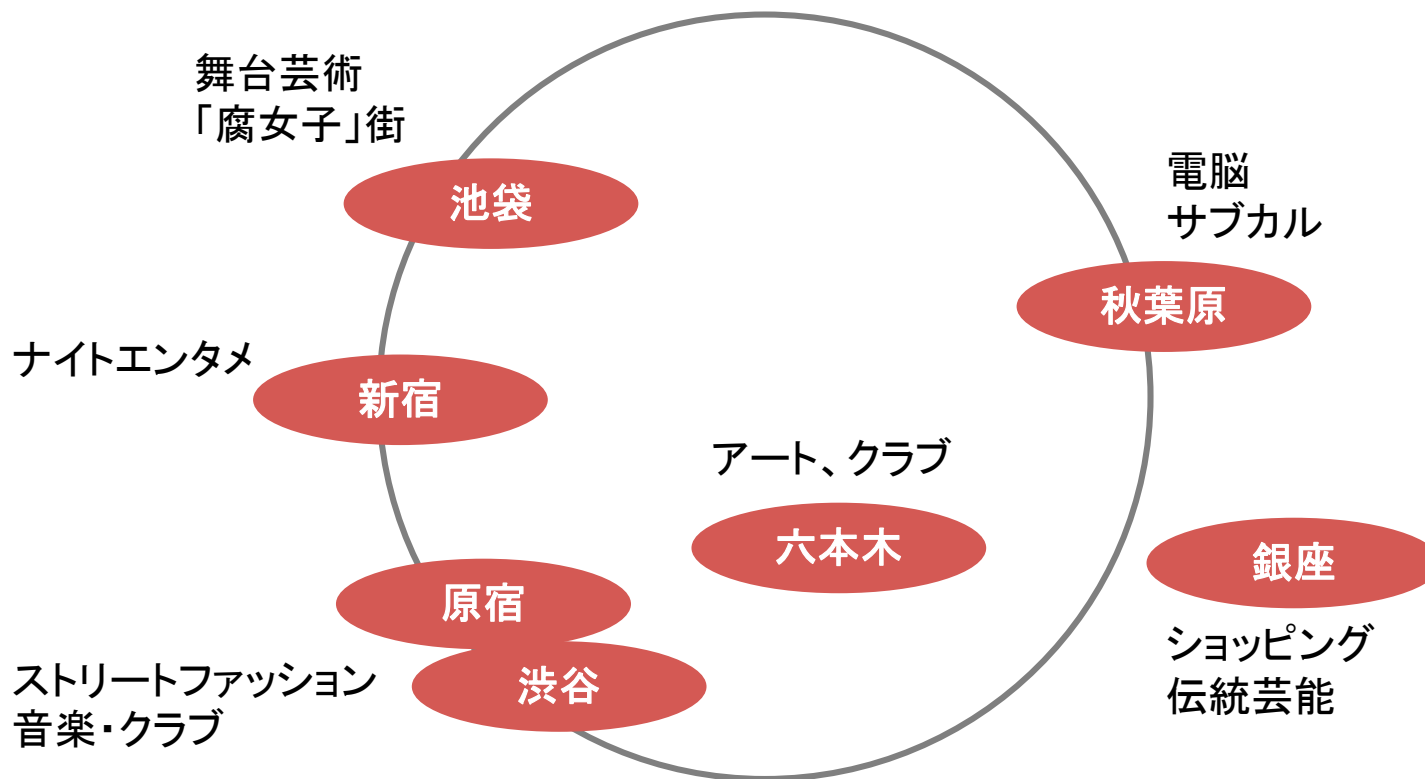 舞台芸術
「腐女子」街
池袋
電脳
サブカル
秋葉原
ナイトエンタメ
新宿
アート、クラブ
六本木
銀座
ショッピング
伝統芸能
原宿
渋谷
ストリートファッション
音楽・クラブ